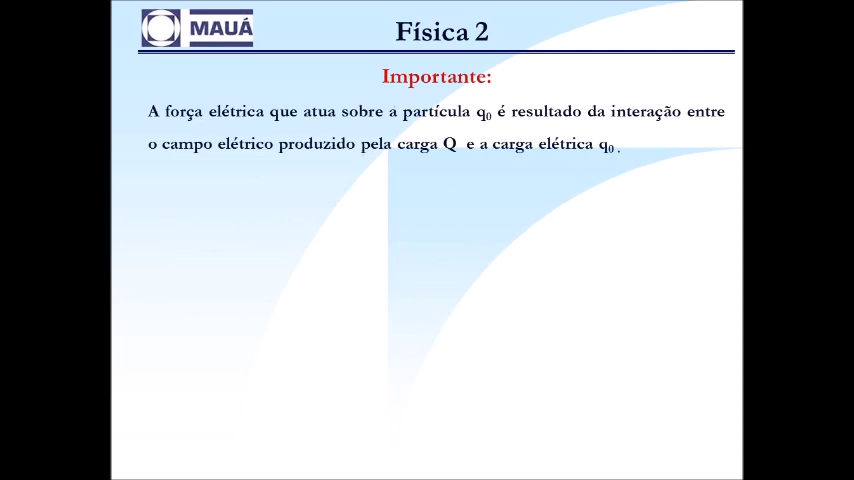 MAUÁ
Física 2
Importante:
A força elétrica que atua sobre a partícula q₀ é resultado da interação entre
o campo elétrico produzido pela carga Q e a carga elétrica q₀ .